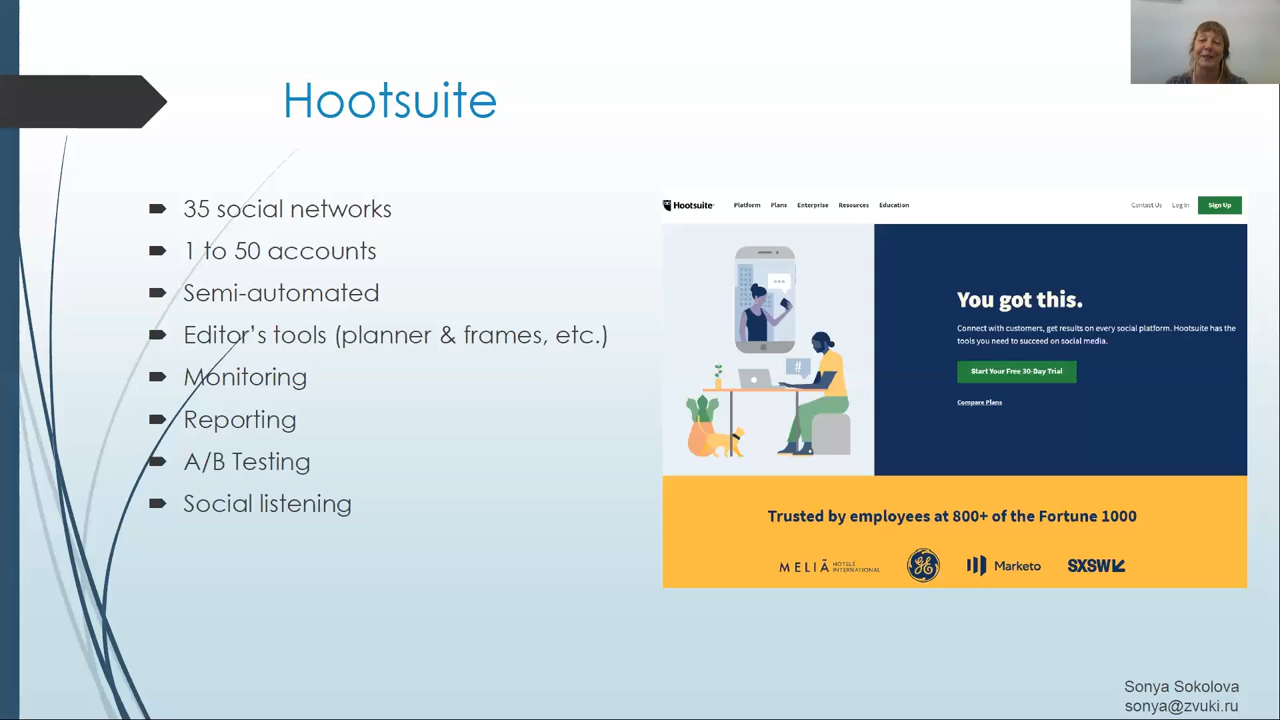 Hootsuite
35 social networks
1 to 50 accounts
Semi-automated
Editor's tools (planner & frames, etc.)
Monitoring
Reporting
A/B Testing
Social listening
Hootsuite Platform Plans Enterprise Resources Education Contact Us Log In Sign Up
#
You got this.
Connect with customers, get results on every social platform. Hootsuite has the
tools you need to succeed on social media.
Start Your Free 30-Day Trial
Compare Plans
Trusted by employees at 800+ of the Fortune 1000
MELIÃ HOTELS INTERNATIONAL GE Marketo SXSW
Sonya Sokolova
sonya@zvuki.ru